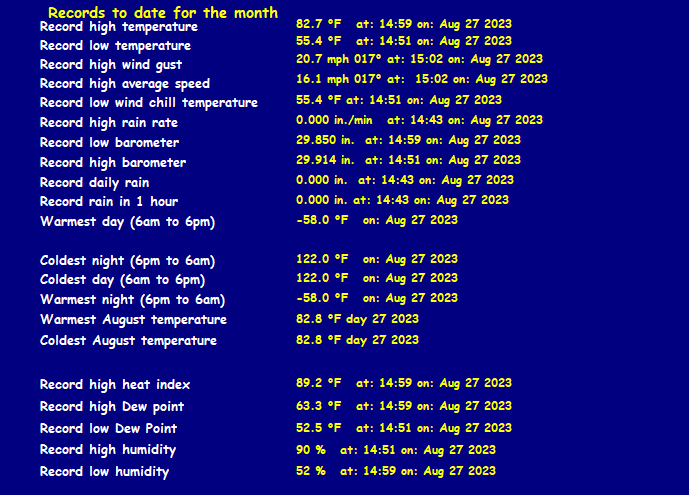 Records to date for the month
Record high temperature 82.7 °F at: 14:59 on: Aug 27 2023
Record low temperature 55.4 °F at: 14:51 on: Aug 27 2023
Record high wind gust 20.7 mph 017° at: 15:02 on: Aug 27 2023
Record high average speed 16.1 mph 017° at: 15:02 on: Aug 27 2023
Record low wind chill temperature 55.4 °F at: 14:51 on: Aug 27 2023
Record high rain rate 0.000 in./min at: 14:43 on: Aug 27 2023
Record low barometer 29.850 in. at: 14:59 on: Aug 27 2023
Record high barometer 29.914 in. at: 14:51 on: Aug 27 2023
Record daily rain 0.000 in. at: 14:43 on: Aug 27 2023
Record rain in 1 hour 0.000 in. at: 14:43 on: Aug 27 2023
Warmest day (6am to 6pm) -58.0 °F on: Aug 27 2023
Coldest night (6pm to 6am) 122.0 °F on: Aug 27 2023
Coldest day (6am to 6pm) 122.0 °F on: Aug 27 2023
Warmest night (6pm to 6am) -58.0 °F on: Aug 27 2023
Warmest August temperature 82.8 °F day 27 2023
Coldest August temperature 82.8 °F day 27 2023
Record high heat index 89.2 °F at: 14:59 on: Aug 27 2023
Record high Dew point 63.3 °F at: 14:59 on: Aug 27 2023
Record low Dew Point 52.5 °F at: 14:51 on: Aug 27 2023
Record high humidity 90 % at: 14:51 on: Aug 27 2023
Record low humidity 52 % at: 14:59 on: Aug 27 2023